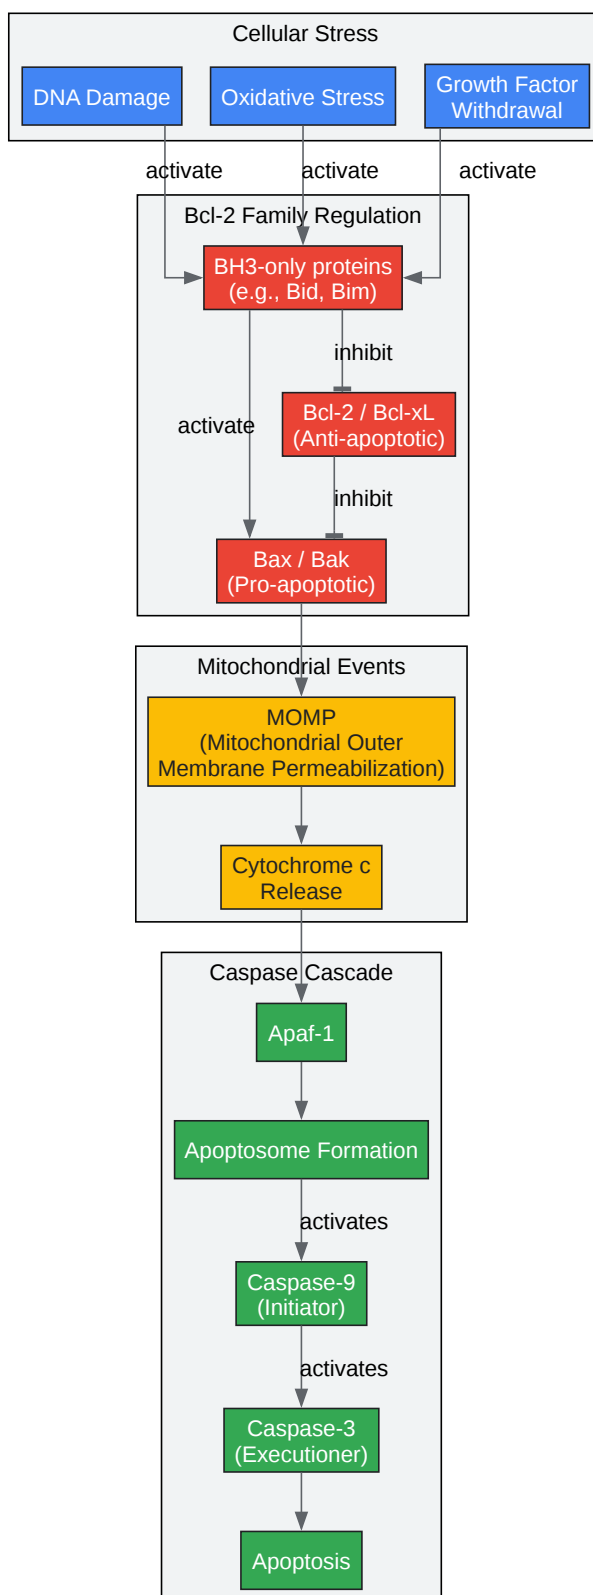 Cellular Stress
DNA Damage
Oxidative Stress
Growth Factor
Withdrawal
activate
activate
activate
Bcl-2 Family Regulation
BH3-only proteins
(e.g., Bid, Bim)
inhibit
Bcl-2 / Bcl-xL
(Anti-apoptotic)
activate
inhibit
Bax / Bak
(Pro-apoptotic)
Mitochondrial Events
MOMP
(Mitochondrial Outer
Membrane Permeabilization)
Cytochrome c
Release
Caspase Cascade
Apaf-1
Apoptosome Formation
activates
Caspase-9
(Initiator)
activates
Caspase-3
(Executioner)
Apoptosis